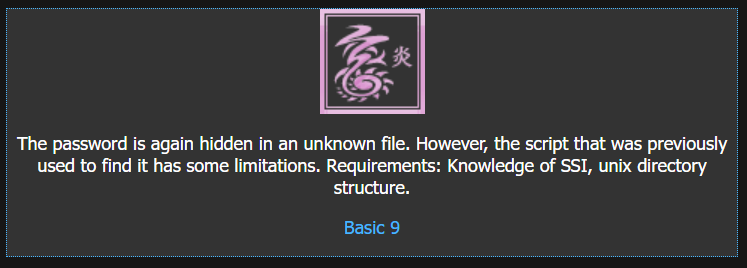 炎
The password is again hidden in an unknown file. However, the script that was previously
used to find it has some limitations. Requirements: Knowledge of SSI, unix directory
structure.
Basic 9